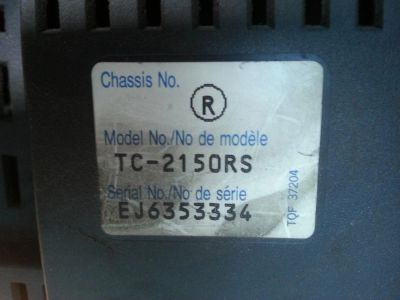 Chassis No.
R
Model No./No de modèle
TC-2150RS
Serial No./No de série
EJ6353334
TQF 37204